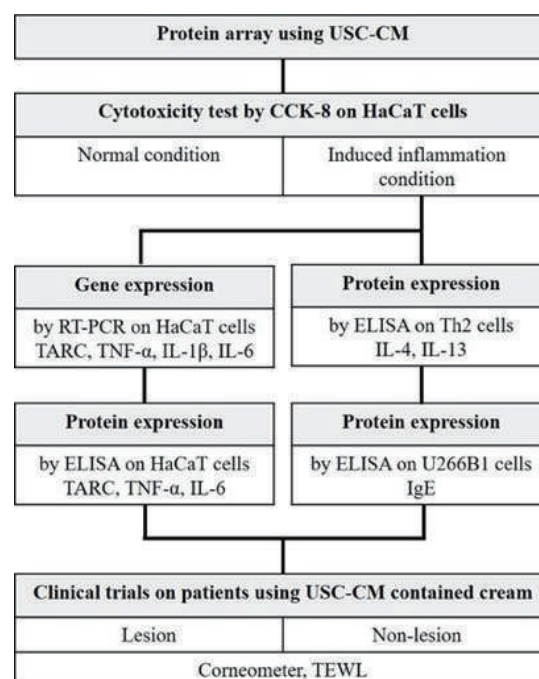 Protein array using USC-CM
Cytotoxicity test by CCK-8 on HaCaT cells
Normal condition
Induced inflammation
condition
Gene expression
by RT-PCR on HaCaT cells
TARC, TNF-α, IL-1β, IL-6
Protein expression
by ELISA on Th2 cells
IL-4, IL-13
Protein expression
by ELISA on HaCaT cells
TARC, TNF-α, IL-6
Protein expression
by ELISA on U266B1 cells
IgE
Clinical trials on patients using USC-CM contained cream
Lesion
Non-lesion
Corneometer, TEWL